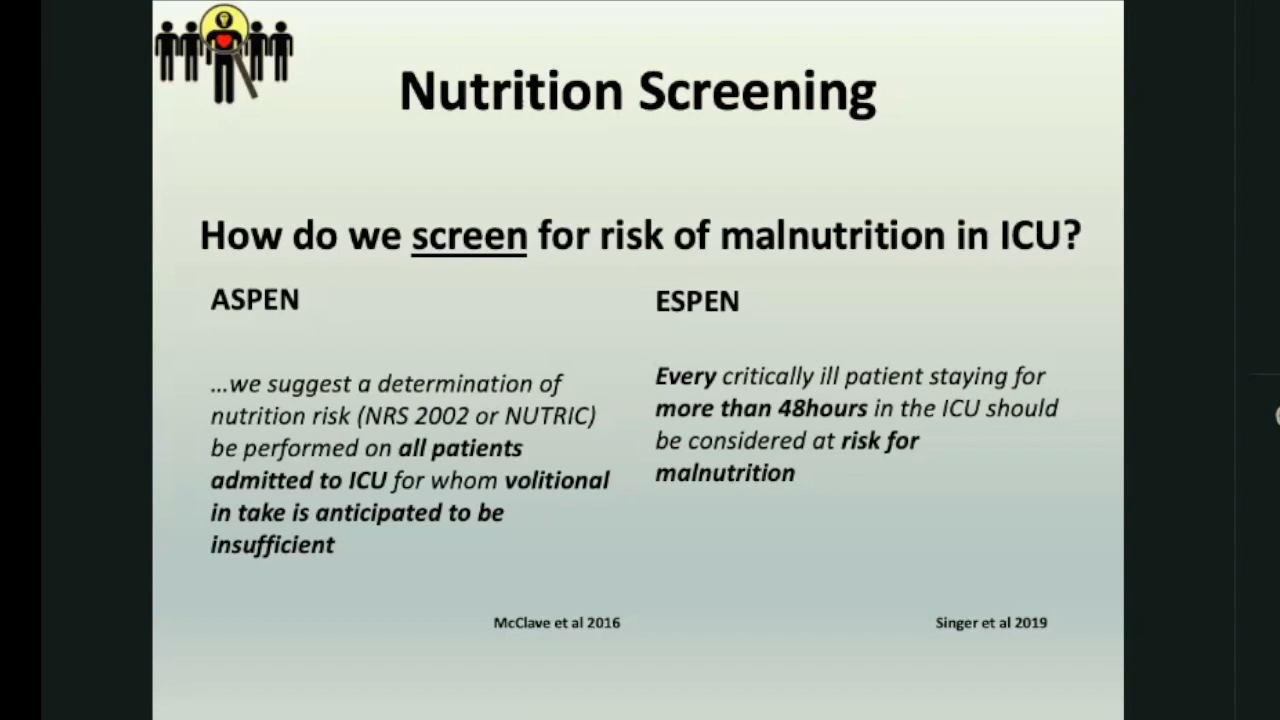 Nutrition Screening
How do we screen for risk of malnutrition in ICU?
ASPEN
…we suggest a determination of
nutrition risk (NRS 2002 or NUTRIC)
be performed on all patients
admitted to ICU for whom volitional
in take is anticipated to be
insufficient
McClave et al 2016
ESPEN
Every critically ill patient staying for
more than 48hours in the ICU should
be considered at risk for
malnutrition
Singer et al 2019